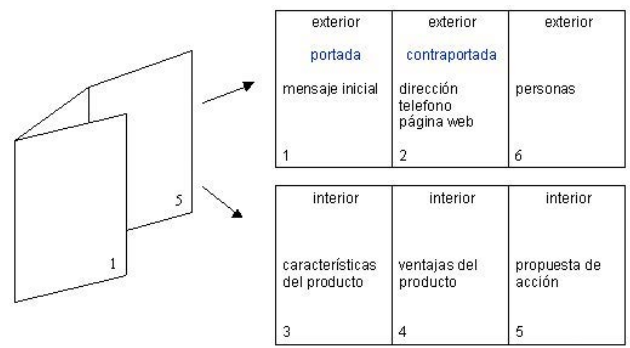 exterior
exterior
exterior
portada
contraportada
mensaje inicial
dirección
telefono
página web
personas
1
2
6
5
1
interior
interior
interior
características
del producto
ventajas del
producto
propuesta de
acción
3
4
5